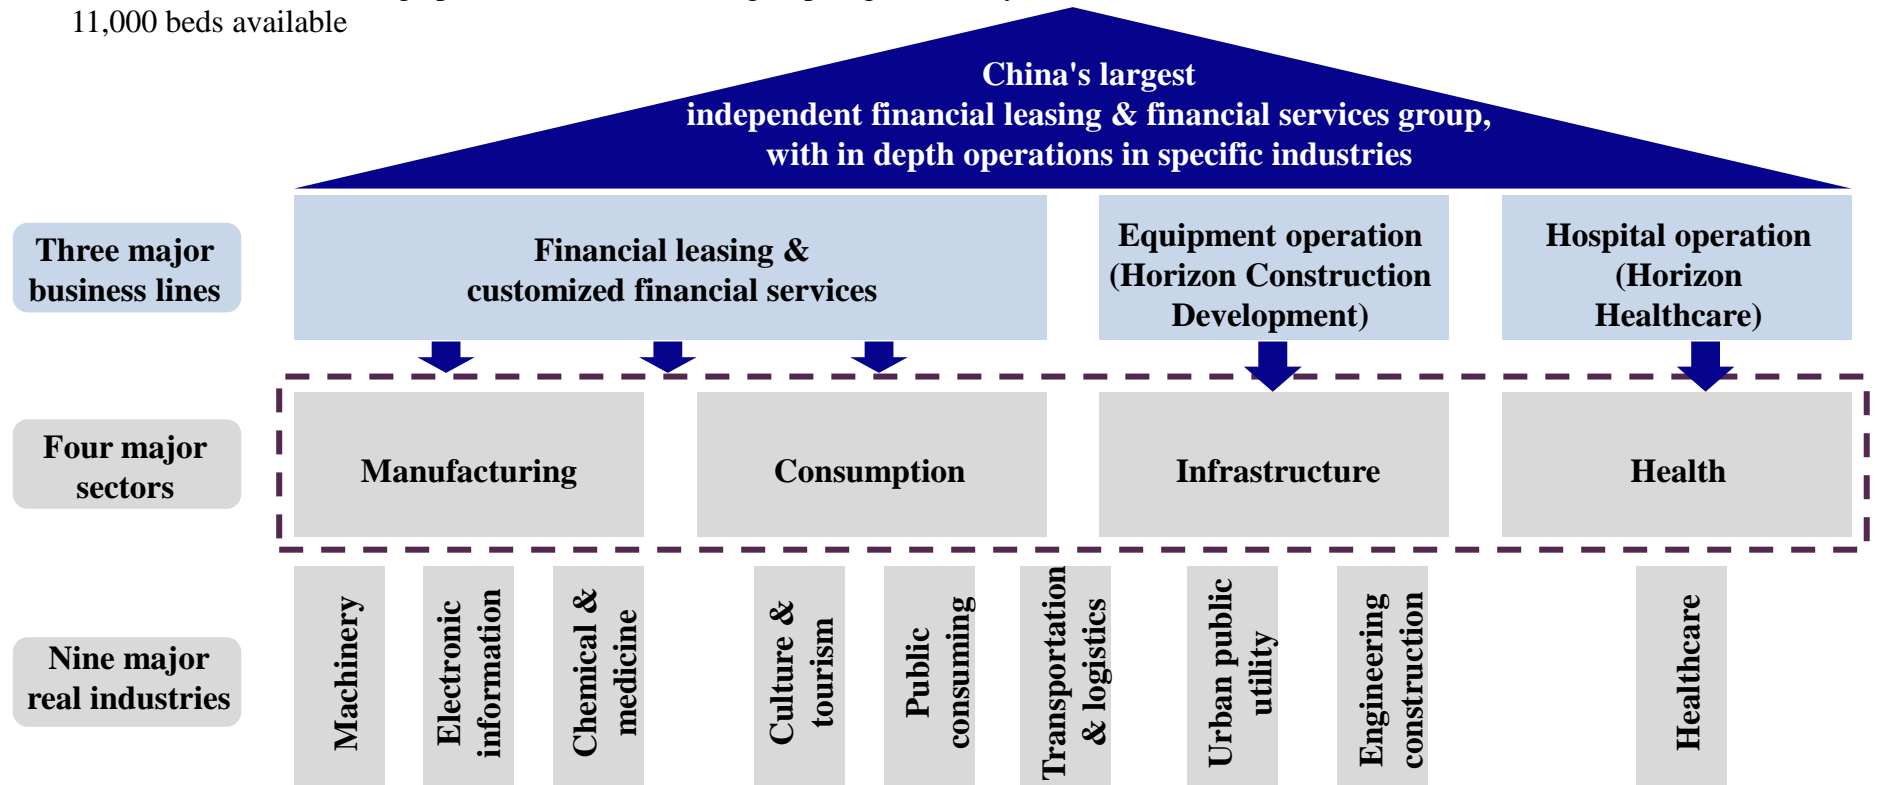 11,000 beds available
China's largest
independent financial leasing & financial services group,
with in depth operations in specific industries
Three major
business lines
Financial leasing &
customized financial services
Equipment operation
(Horizon Construction
Development)
Hospital operation
(Horizon
Healthcare)
Four major
sectors
Manufacturing
Consumption
Infrastructure
Health
Nine major
real industries
Machinery
Electronic
information
Chemical &
medicine
Culture &
tourism
Public
consuming
Transportation
& logistics
Urban public
utility
Engineering
construction
Healthcare